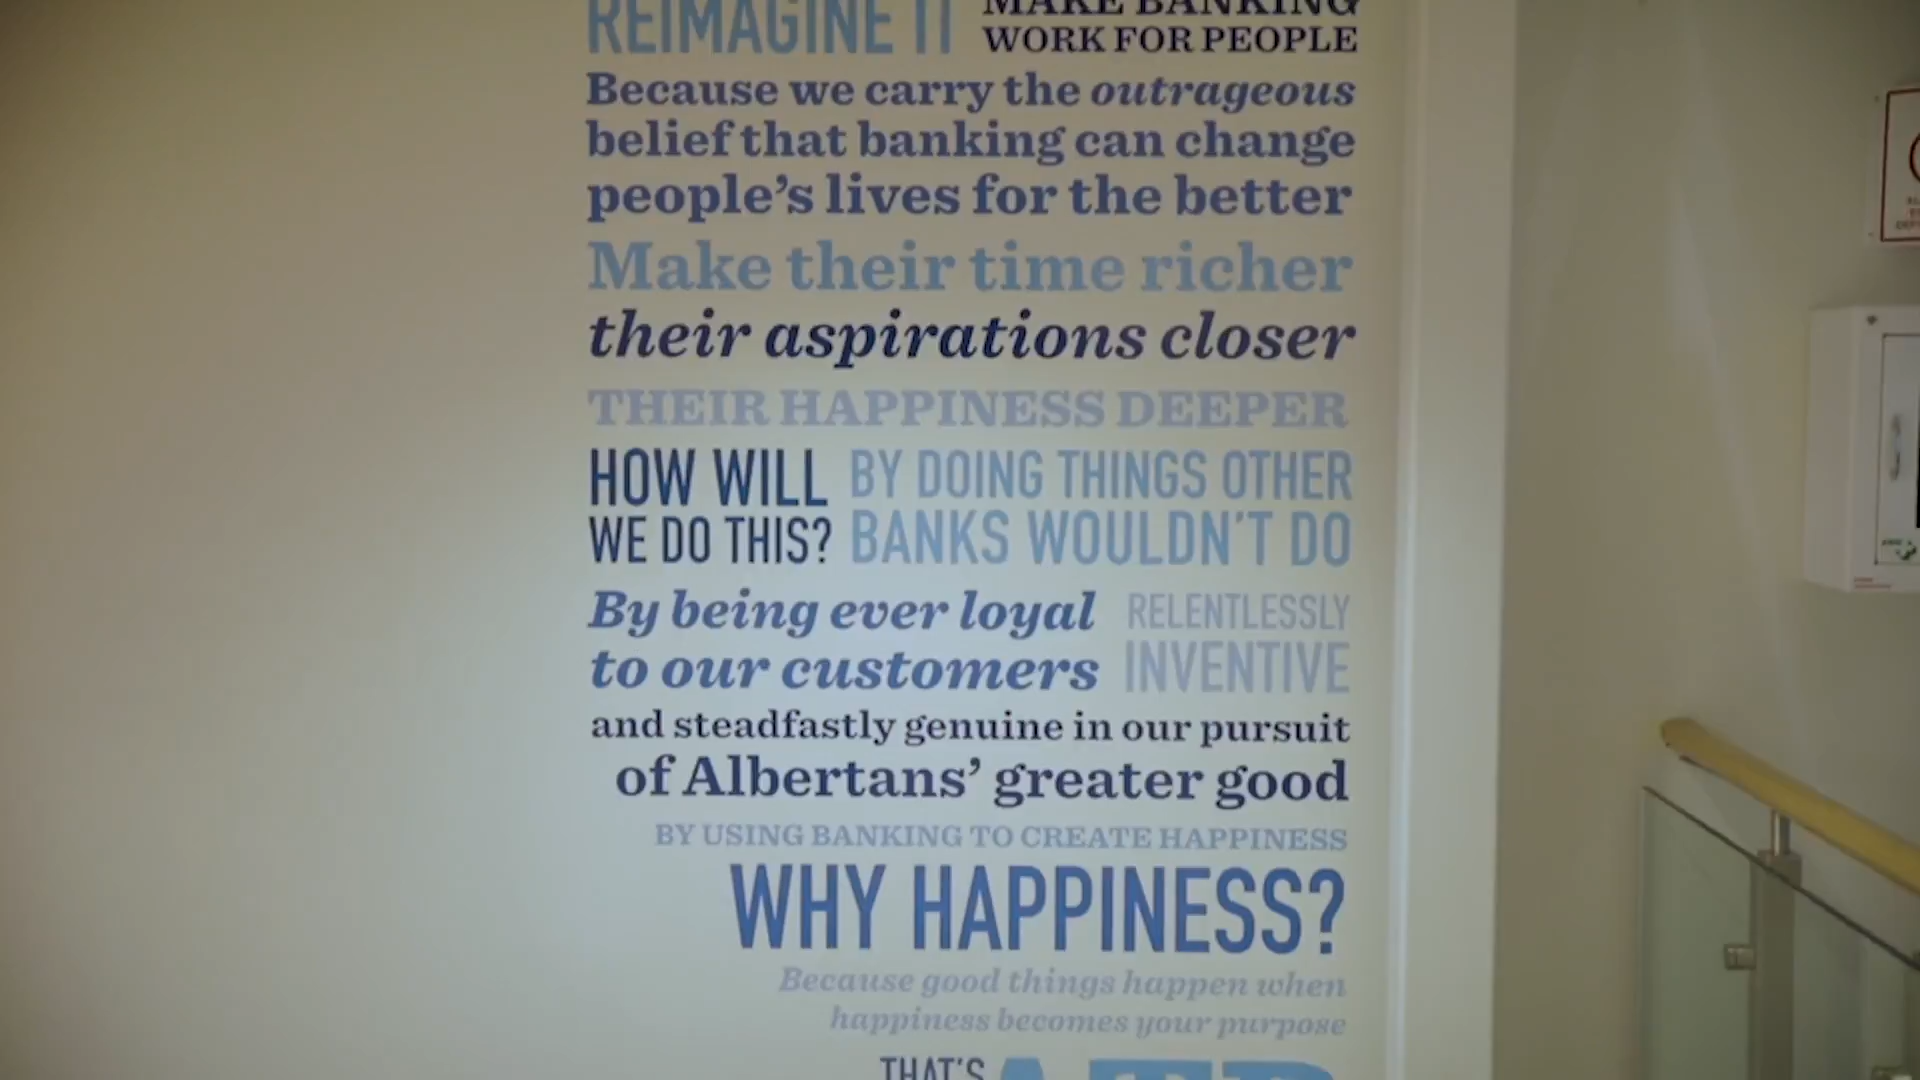 REIMAGINE IT
MAKE BANKING
WORK FOR PEOPLE
Because we carry the outrageous
belief that banking can change
people's lives for the better
Make their time richer
their aspirations closer
THEIR HAPPINESS DEEPER
HOW WILL
WE DO THIS?
BY DOING THINGS OTHER
BANKS WOULDN'T DO
By being ever loyal
to our customers
RELENTLESSLY
INVENTIVE
and steadfastly genuine in our pursuit
of Albertans' greater good
BY USING BANKING TO CREATE HAPPINESS
WHY HAPPINESS?
Because good things happen when
happiness becomes your purpose
THAT'S